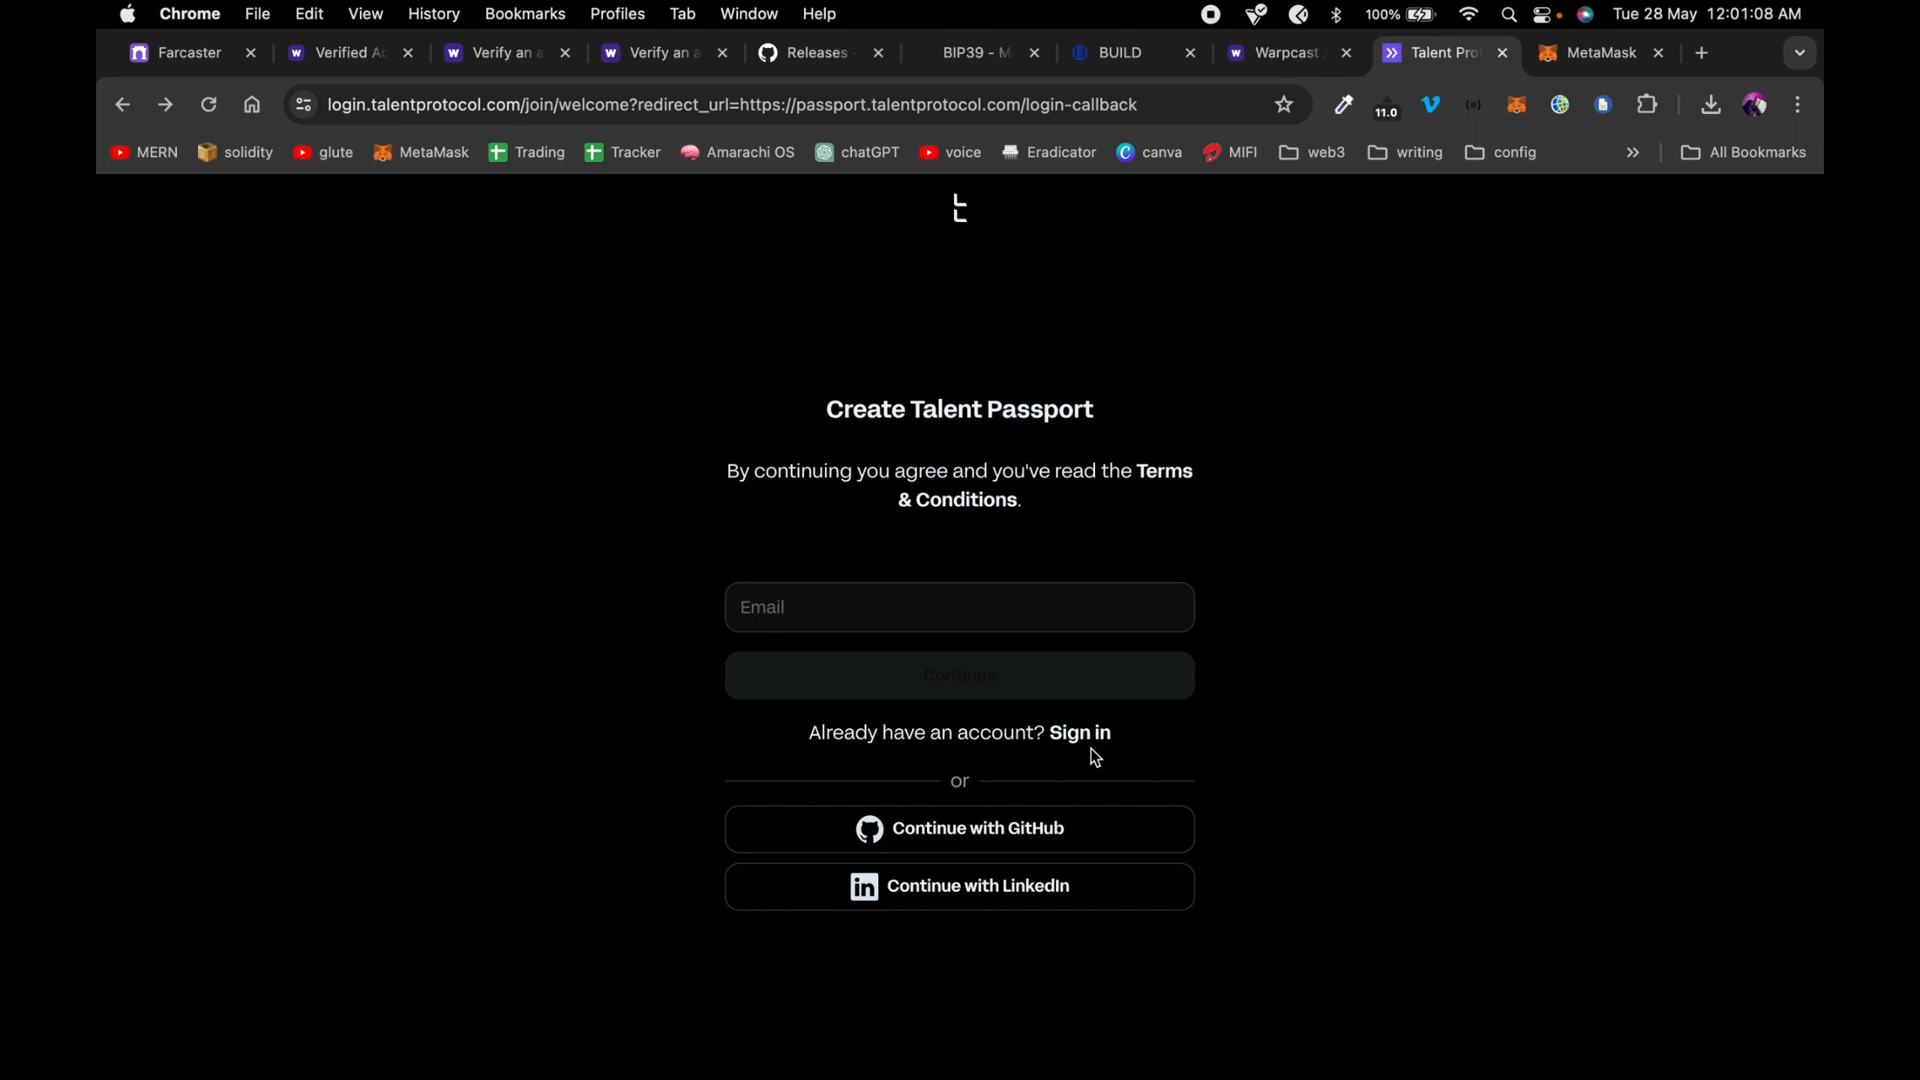 Chrome File Edit View History Bookmarks Profiles Tab Window Help 100% Tue 28 May 12:01:08 AM
Farcaster Verified Ac Verify an a Verify an a Releases BIP39 - M BUILD Warpcast Talent Pro MetaMask
login.talentprotocol.com/join/welcome?redirect_url=https://passport.talentprotocol.com/login-callback 11.0
MERN solidity glute MetaMask Trading Tracker Amarachi OS chatGPT voice Eradicator canva MIFI web3 writing config All Bookmarks
Create Talent Passport
By continuing you agree and you've read the Terms
& Conditions.
Email
Continue
Already have an account? Sign in
or
Continue with GitHub
Continue with LinkedIn